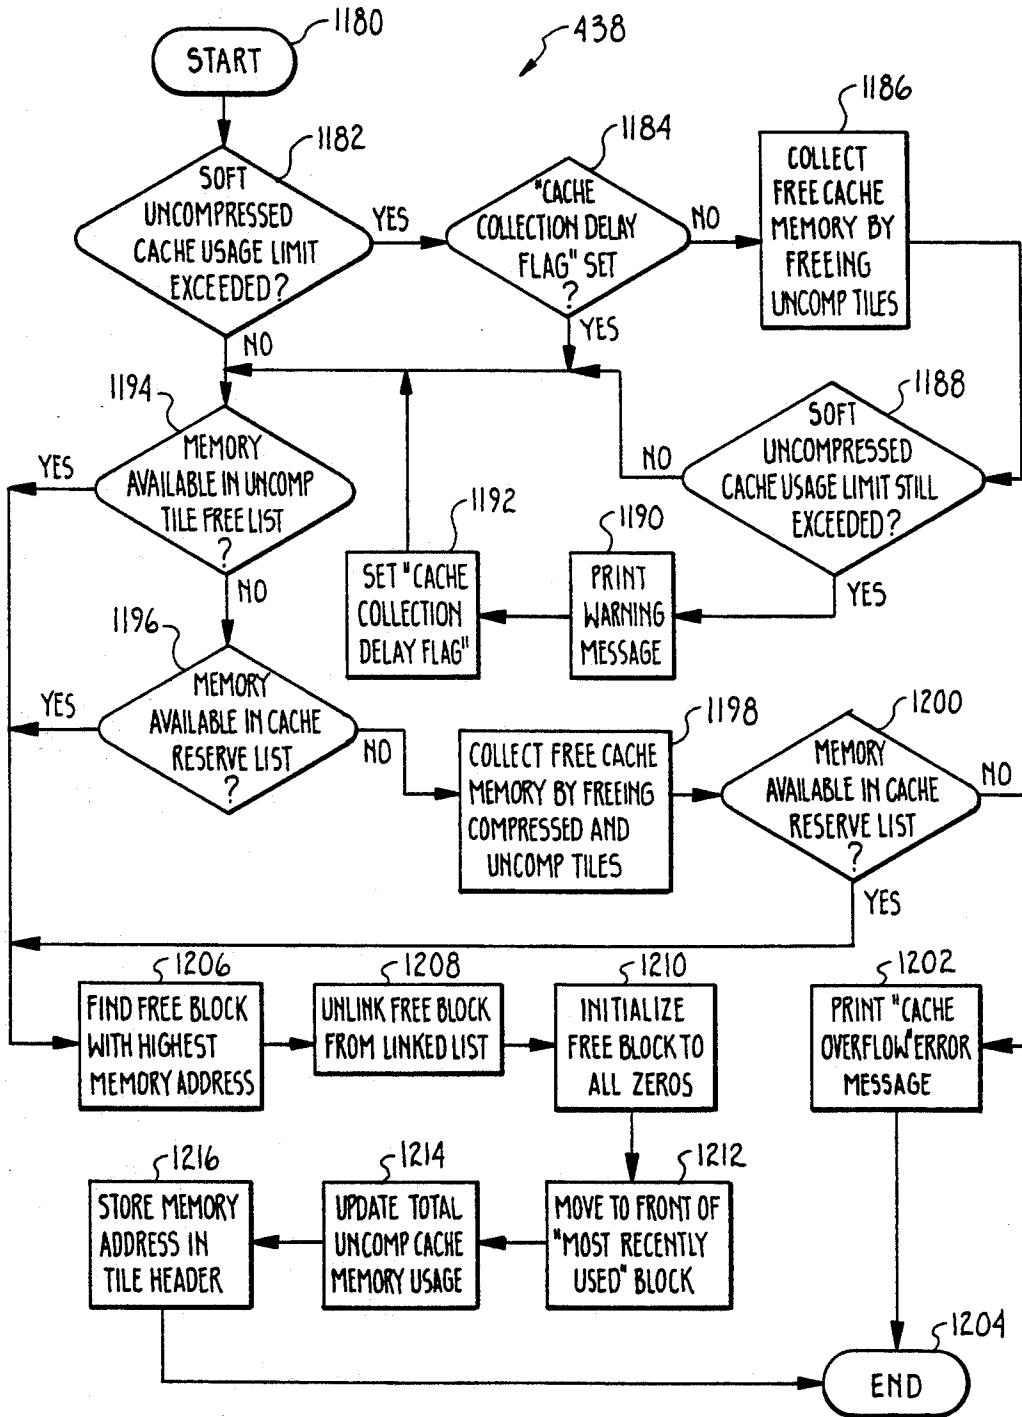 1180
START
438
1182
SOFT
UNCOMPRESSED
CACHE USAGE LIMIT
EXCEEDED?
YES
NO
1184
"CACHE
COLLECTION DELAY
FLAG" SET
?
NO
YES
1186
COLLECT
FREE CACHE
MEMORY BY
FREEING
UNCOMP TILES
1188
SOFT
UNCOMPRESSED
CACHE USAGE LIMIT STILL
EXCEEDED?
NO
YES
1190
PRINT
WARNING
MESSAGE
1192
SET "CACHE
COLLECTION
DELAY FLAG"
1194
MEMORY
AVAILABLE IN UNCOMP
TILE FREE LIST
?
YES
NO
1196
MEMORY
AVAILABLE IN CACHE
RESERVE LIST
?
YES
NO
1198
COLLECT FREE CACHE
MEMORY BY FREEING
COMPRESSED AND
UNCOMP TILES
1200
MEMORY
AVAILABLE IN CACHE
RESERVE LIST
?
NO
YES
1206
FIND FREE BLOCK
WITH HIGHEST
MEMORY ADDRESS
1208
UNLINK FREE BLOCK
FROM LINKED LIST
1210
INITIALIZE
FREE BLOCK TO
ALL ZEROS
1202
PRINT "CACHE
OVERFLOW" ERROR
MESSAGE
1212
MOVE TO FRONT OF
"MOST RECENTLY
USED" BLOCK
1214
UPDATE TOTAL
UNCOMP CACHE
MEMORY USAGE
1216
STORE MEMORY
ADDRESS IN
TILE HEADER
1204
END